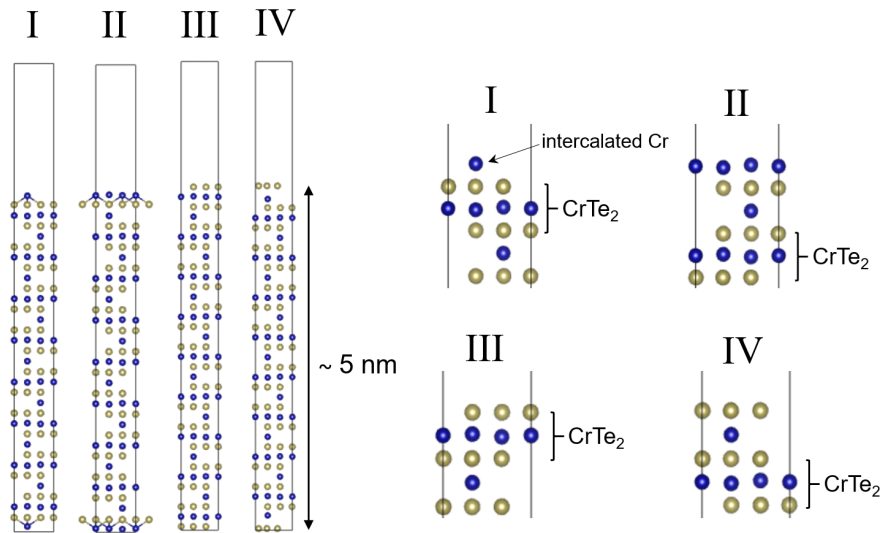 I II III IV
~ 5 nm
I
intercalated Cr
CrTe₂
II
CrTe₂
III
CrTe₂
IV
CrTe₂